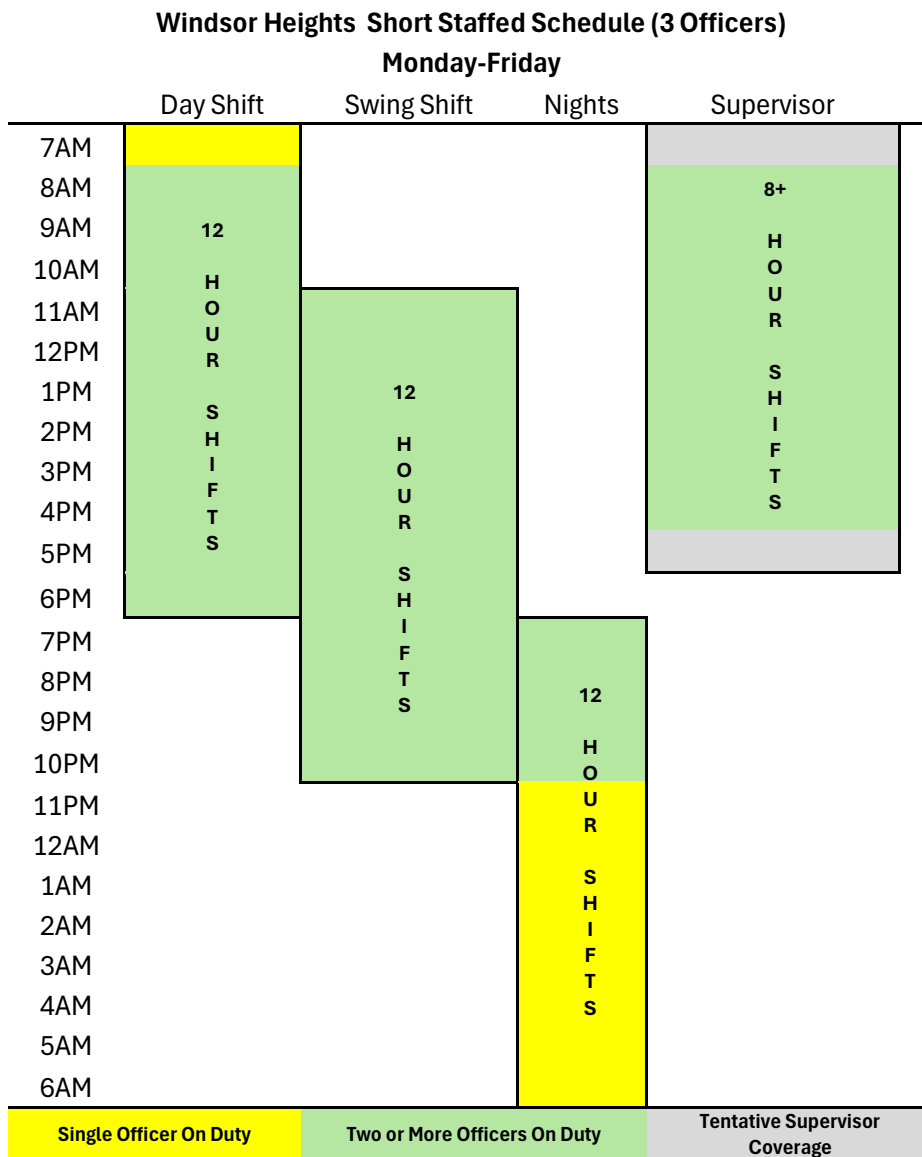 Windsor Heights  Short Staffed Schedule (3 Officers)
Monday-Friday
Day Shift Swing Shift Nights Supervisor
7AM
8AM
9AM
10AM
11AM
12PM
1PM
2PM
3PM
4PM
5PM
6PM
7PM
8PM
9PM
10PM
11PM
12AM
1AM
2AM
3AM
4AM
5AM
6AM
12
H
O
U
R
S
H
I
F
T
S
12
H
O
U
R
S
H
I
F
T
S
12
H
O
U
R
S
H
I
F
T
S
8+
H
O
U
R
S
H
I
F
T
S
Single Officer On Duty
Two or More Officers On Duty
Tentative Supervisor
Coverage